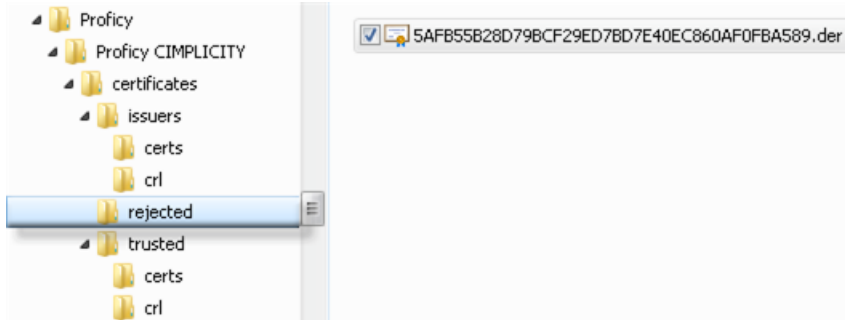 Proficy
Proficy CIMPLICITY
certificates
issuers
certs
crl
rejected
trusted
certs
crl
5AFB55B28D79BCF29ED7BD7E40EC860AF0FBA589.der